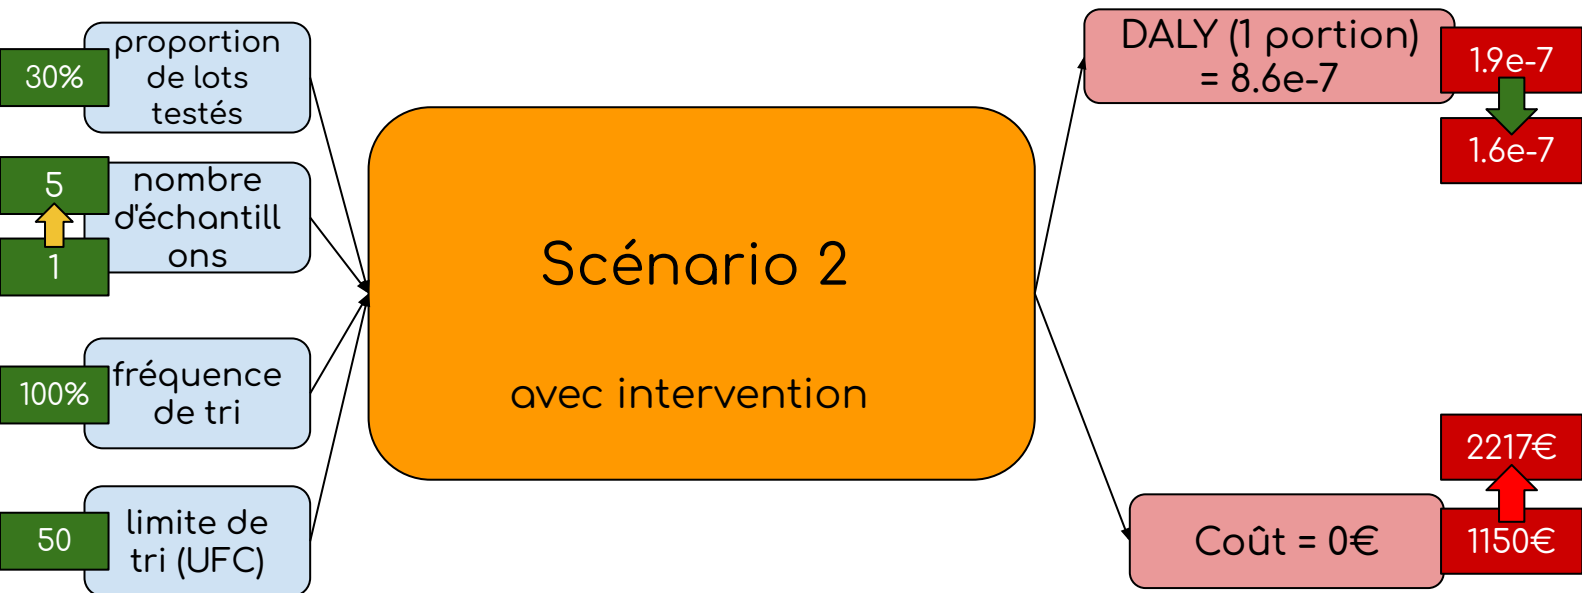 30%
proportion
de lots
testés
5
1
nombre
d'échantill
ons
100%
fréquence
de tri
50
limite de
tri (UFC)
Scénario 2
avec intervention
DALY (1 portion)
= 8.6e-7
1.9e-7
1.6e-7
2217€
Coût = 0€
1150€